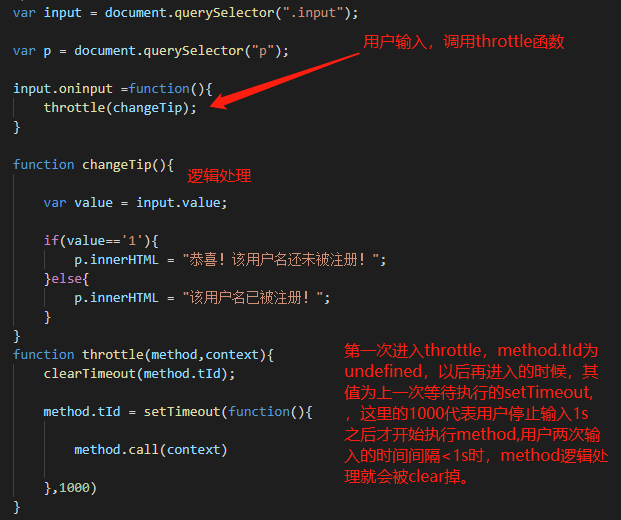 var input = document.querySelector(".input");
var p = document.querySelector("p");
用户输入，调用throttle函数
input.oninput =function(){
throttle(changeTip);
}
function changeTip(){
逻辑处理
var value = input.value;
if(value=='1'){
p.innerHTML = "恭喜！该用户名还未被注册！";
}else{
p.innerHTML = "该用户名已被注册！";
}
}
function throttle(method,context){
clearTimeout(method.tId);
method.tId = setTimeout(function(){
method.call(context)
},1000)
}
第一次进入throttle，method.tId为
undefined，以后再进入的时候，其
值为上一次等待执行的setTimeout,
，这里的1000代表用户停止输入1s
之后才开始执行method,用户两次输
入的时间间隔<1s时，method逻辑处
理就会被clear掉。